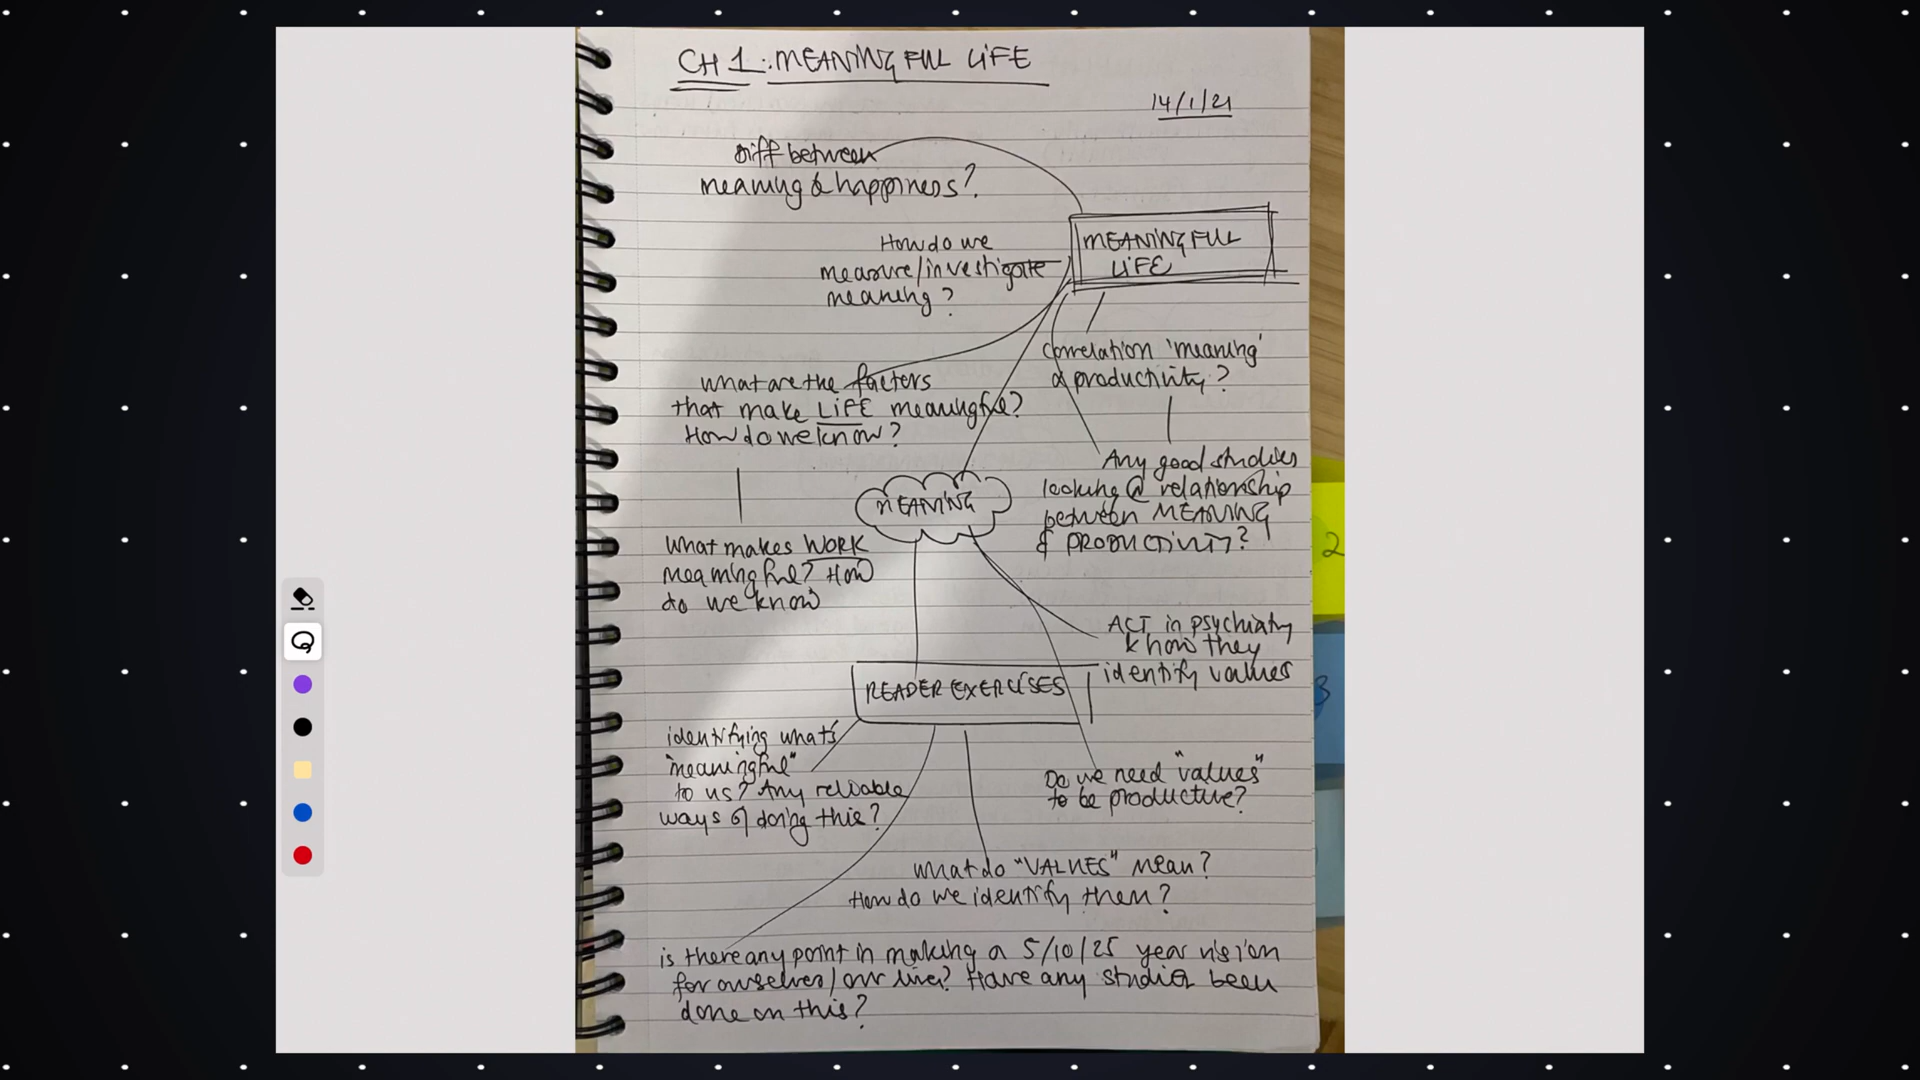 CH 1: MEANINGFUL LIFE
14/1/21
Diff between
meaning & happiness?
MEANINGFUL
LIFE
How do we
measure/investigate
meaning?
Correlation 'meaning'
& productivity?
What are the factors
that make LIFE meaningful?
How do we know?
Any good studies
looking @ relationship
between MEANING
& PRODUCTIVITY?
MEANING
What makes WORK
meaningful? How
do we know
ACT in psychiatry
& how they
identify values
READER EXERCISES
identifying what's
"meaningful"
to us? Any reliable
ways of doing this?
Do we need "values"
to be productive?
What do "VALUES" mean?
How do we identify them?
is there any point in making a 5/10/25 year vision
for ourselves/our lives? Have any studies been
done on this?
2
3